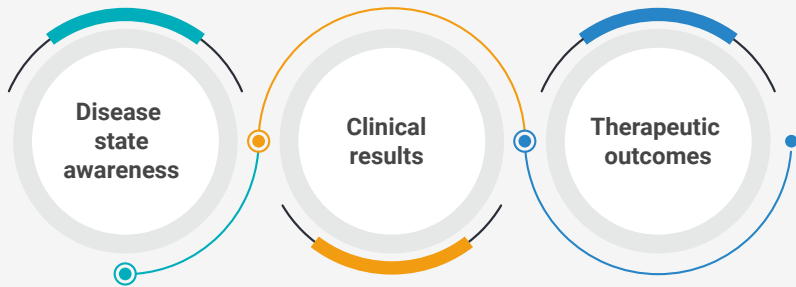 Disease
state
awareness
Clinical
results
Therapeutic
outcomes